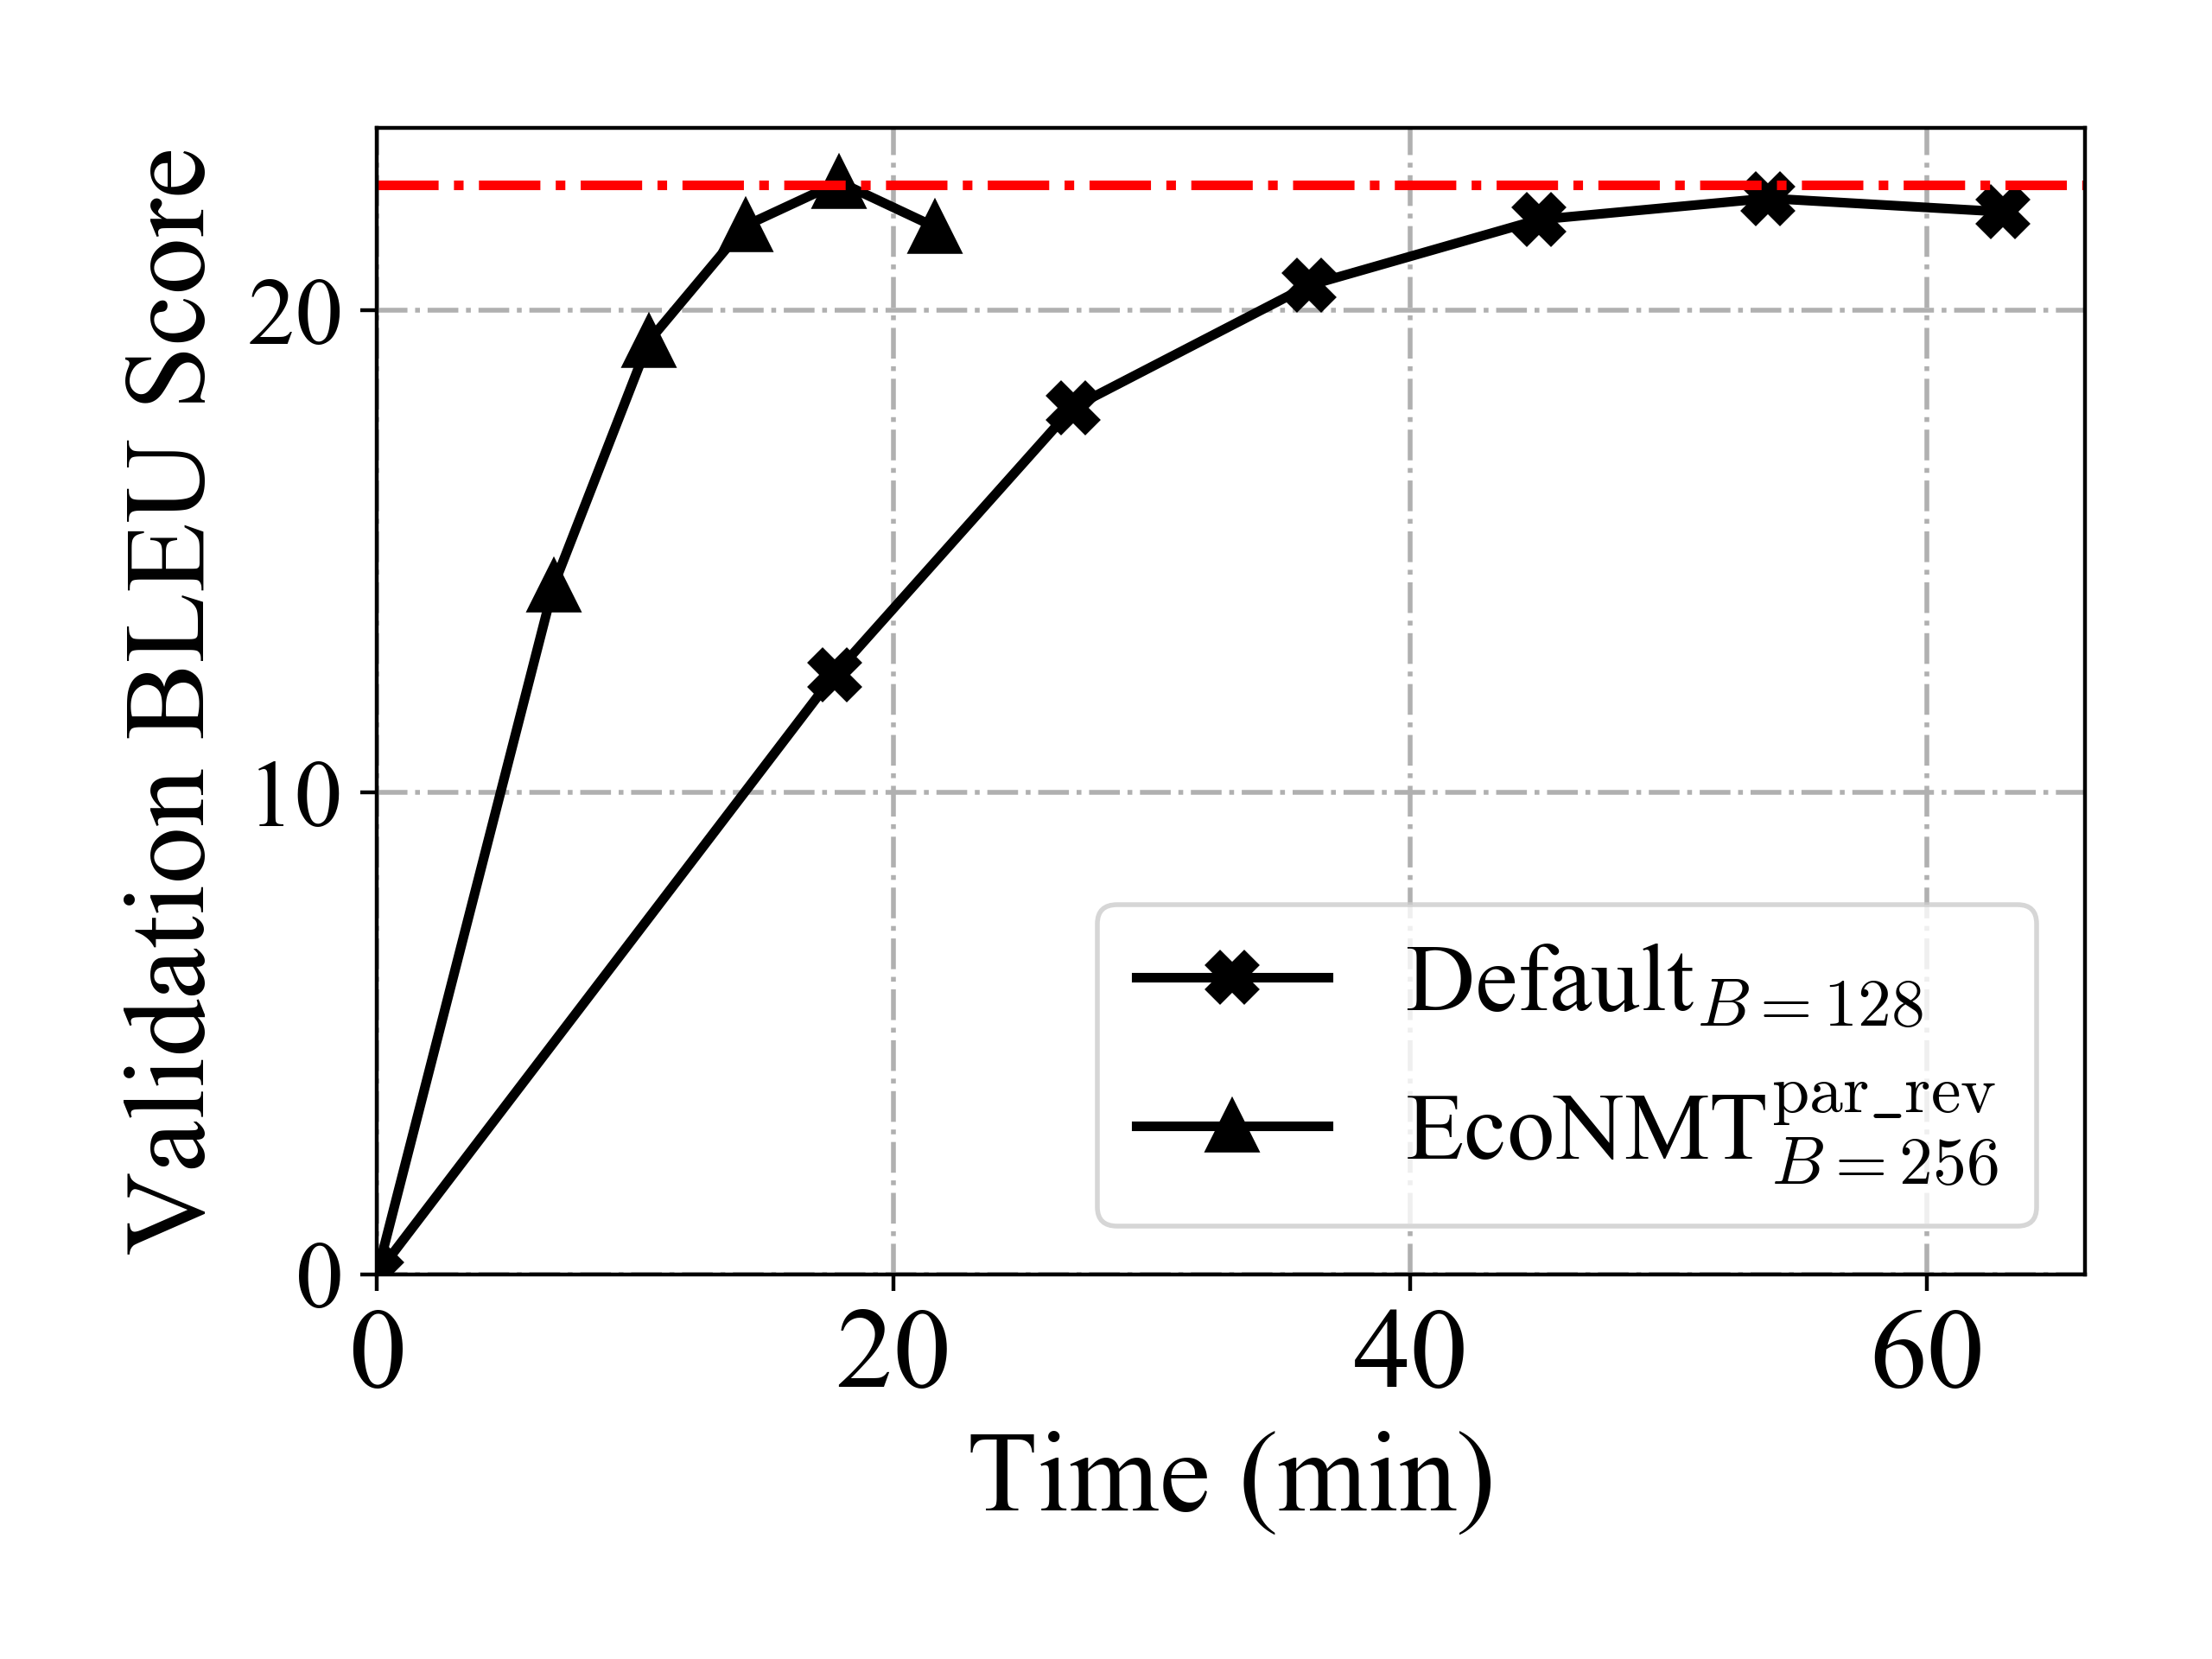 Validation BLEU Score
20
10
0
0 20 40 60
Time (min)
Default_{B=128}
EcoNMT^{par_rev}_{B=256}